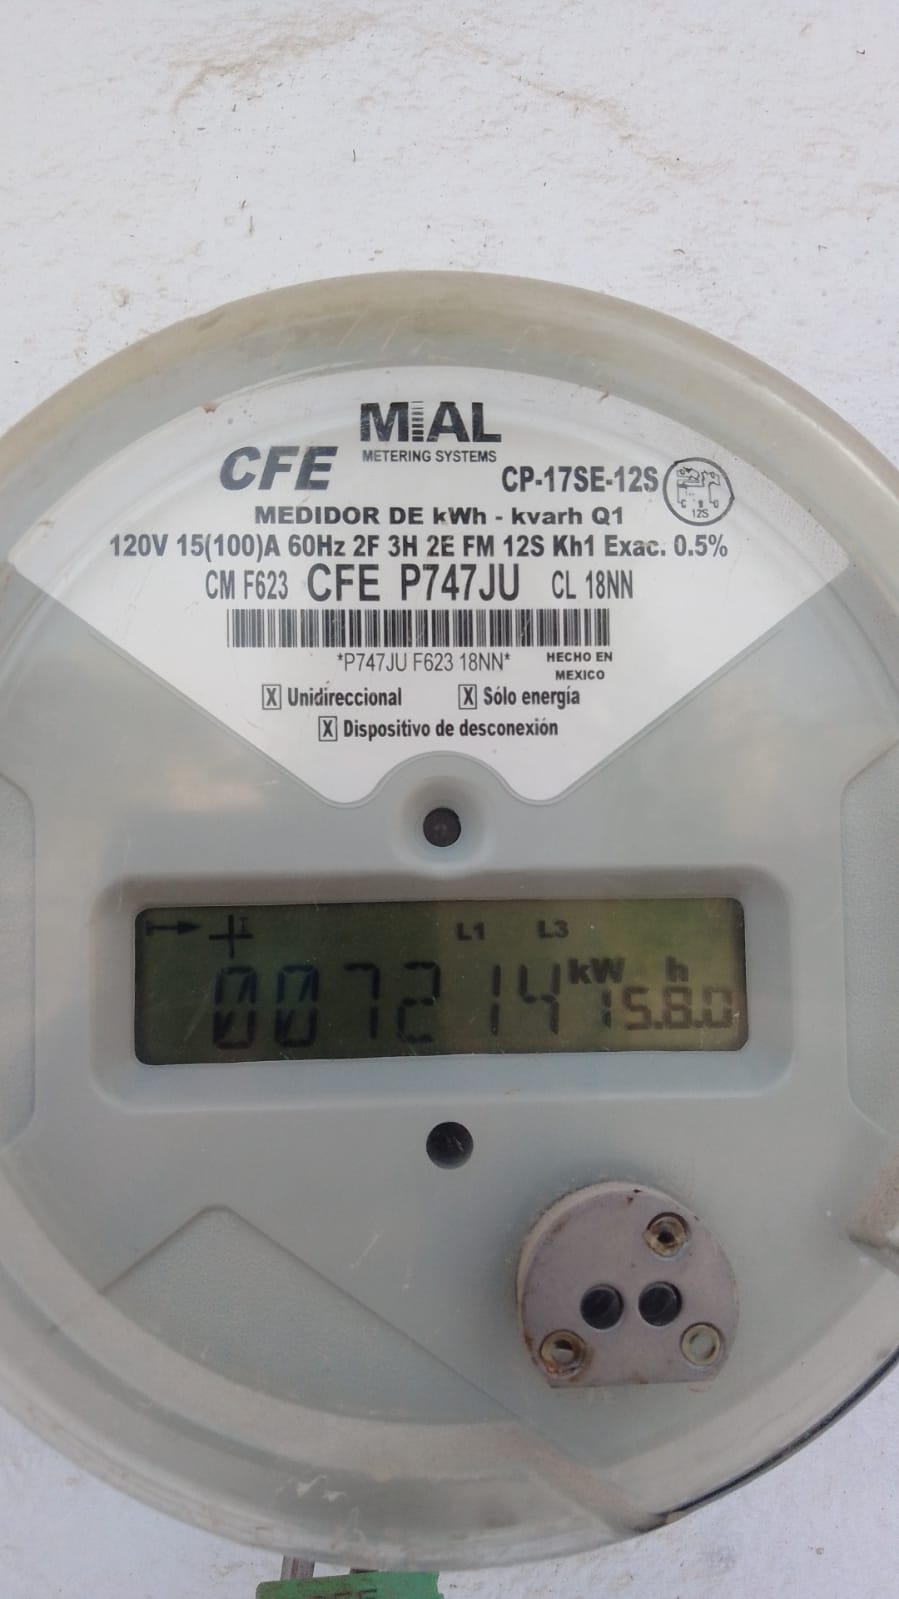 MIAL
METERING SYSTEMS
CFE
CP-17SE-12S
12S
MEDIDOR DE kWh - kvarh Q1
120V 15(100)A 60Hz 2F 3H 2E FM 12S Kh1 Exac. 0.5%
CM F623 CFE P747JU CL 18NN
*P747JU F623 18NN*
HECHO EN
MEXICO
X Unidireccional X Sólo energía
X Dispositivo de desconexión
L1 L3
007214 kW h 15.8.0